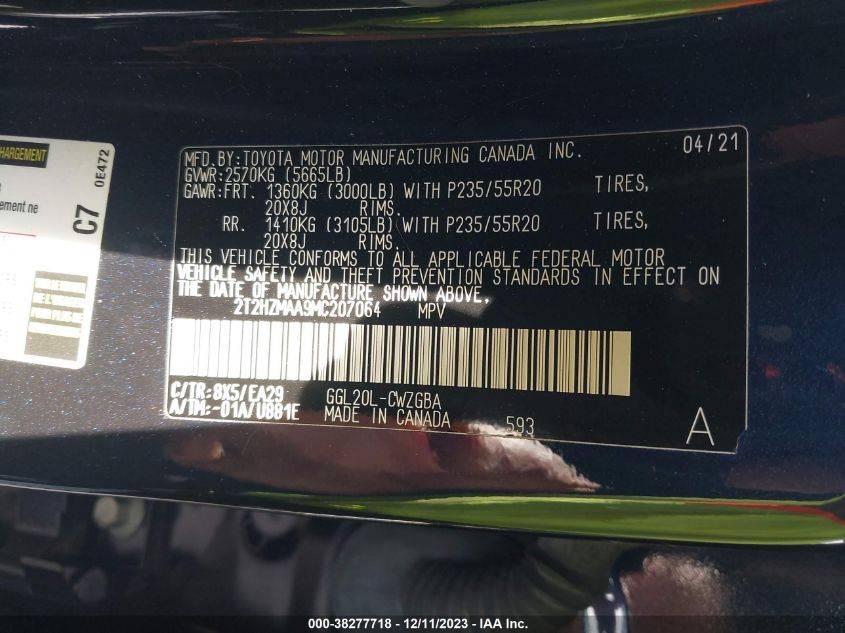 CHARGEMENT
ement ne
C7
0E472
MFD.BY:TOYOTA MOTOR MANUFACTURING CANADA INC. 04/21
GVWR:2570KG (5665LB)
GAWR:FRT. 1360KG (3000LB) WITH P235/55R20 TIRES,
20X8J RIMS.
RR. 1410KG (3105LB) WITH P235/55R20 TIRES,
20X8J RIMS.
THIS VEHICLE CONFORMS TO ALL APPLICABLE FEDERAL MOTOR
VEHICLE SAFETY AND THEFT PREVENTION STANDARDS IN EFFECT ON
THE DATE OF MANUFACTURE SHOWN ABOVE.
2T2HZMAA9MC207064 MPV
C/TR:8X5/EA29 GGL20L-CWZGBA
A/TM:-01A/U881E MADE IN CANADA 593
A
000-38277718 - 12/11/2023 - IAA Inc.